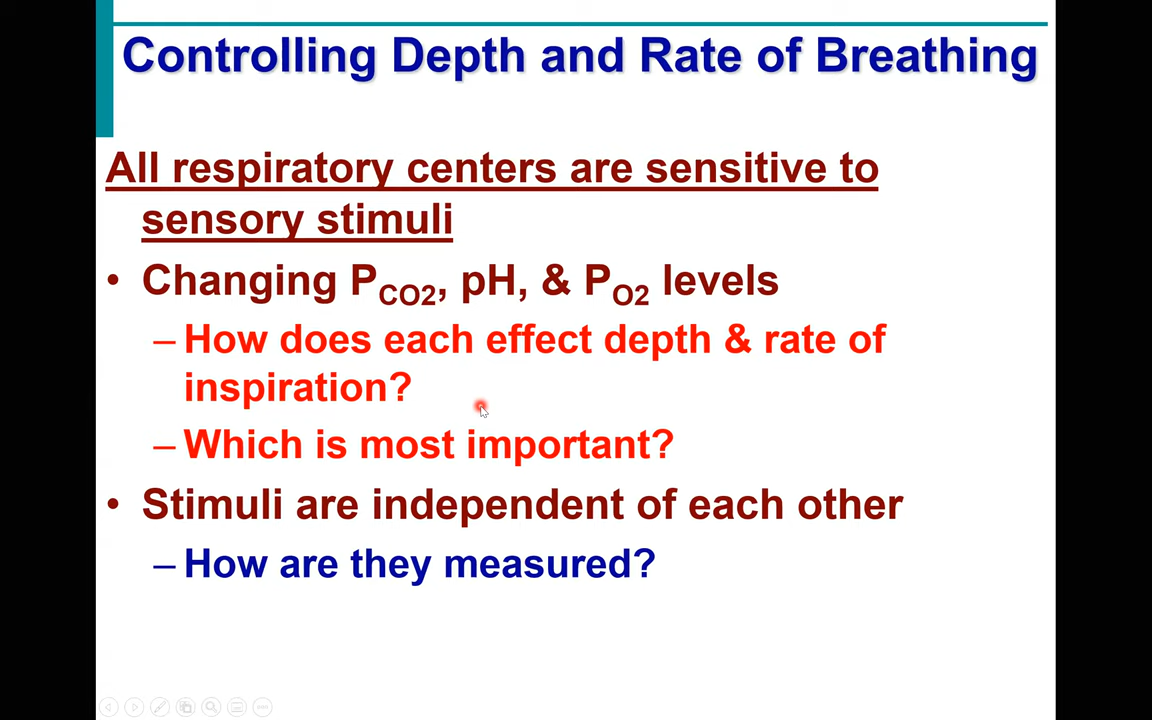 Controlling Depth and Rate of Breathing
All respiratory centers are sensitive to
sensory stimuli
• Changing PCO2, pH, & PO2 levels
– How does each effect depth & rate of
inspiration?
– Which is most important?
• Stimuli are independent of each other
– How are they measured?